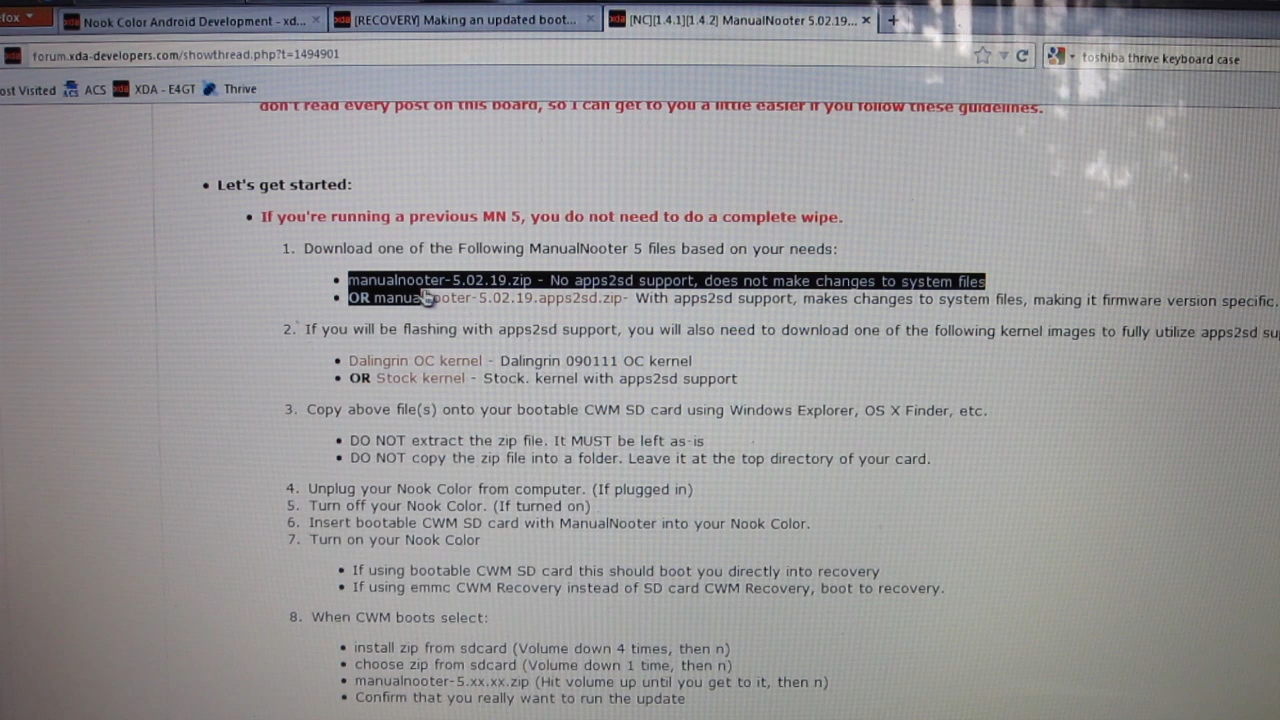 fox
Nook Color Android Development - xd...
[RECOVERY] Making an updated boot...
[NC][1.4.1][1.4.2] ManualNooter 5.02.19...
forum.xda-developers.com/showthread.php?t=1494901
toshiba thrive keyboard case
ost Visited ACS XDA - E4GT Thrive
don't read every post on this board, so I can get to you a little easier if you follow these guidelines.
• Let's get started:
• If you're running a previous MN 5, you do not need to do a complete wipe.
1. Download one of the Following ManualNooter 5 files based on your needs:
• manualnooter-5.02.19.zip - No apps2sd support, does not make changes to system files
• OR manualnooter-5.02.19.apps2sd.zip- With apps2sd support, makes changes to system files, making it firmware version specific.
2. If you will be flashing with apps2sd support, you will also need to download one of the following kernel images to fully utilize apps2sd su
• Dalingrin OC kernel - Dalingrin 090111 OC kernel
• OR Stock kernel - Stock. kernel with apps2sd support
3. Copy above file(s) onto your bootable CWM SD card using Windows Explorer, OS X Finder, etc.
• DO NOT extract the zip file. It MUST be left as-is
• DO NOT copy the zip file into a folder. Leave it at the top directory of your card.
4. Unplug your Nook Color from computer. (If plugged in)
5. Turn off your Nook Color. (If turned on)
6. Insert bootable CWM SD card with ManualNooter into your Nook Color.
7. Turn on your Nook Color
• If using bootable CWM SD card this should boot you directly into recovery
• If using emmc CWM Recovery instead of SD card CWM Recovery, boot to recovery.
8. When CWM boots select:
• install zip from sdcard (Volume down 4 times, then n)
• choose zip from sdcard (Volume down 1 time, then n)
• manualnooter-5.xx.xx.zip (Hit volume up until you get to it, then n)
• Confirm that you really want to run the update